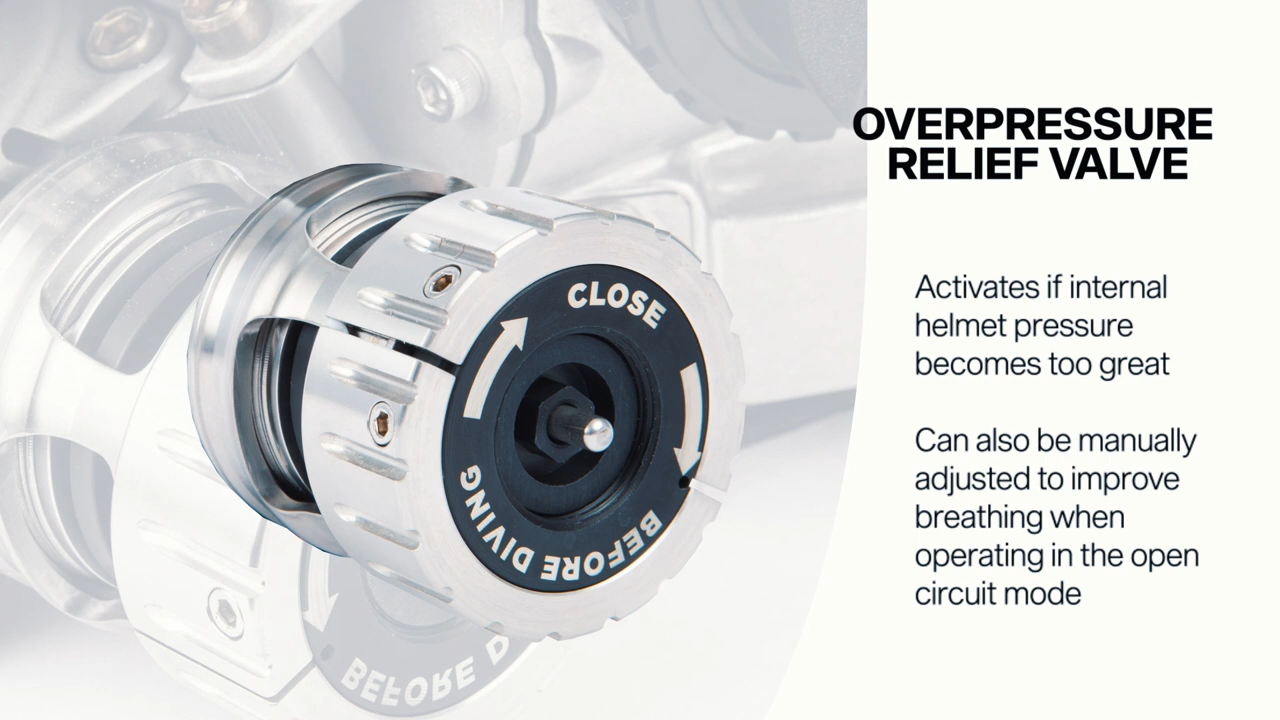 OVERPRESSURE
RELIEF VALVE
Activates if internal
helmet pressure
becomes too great
Can also be manually
adjusted to improve
breathing when
operating in the open
circuit mode
CLOSE
BEFORE DIVING
BEFORE D